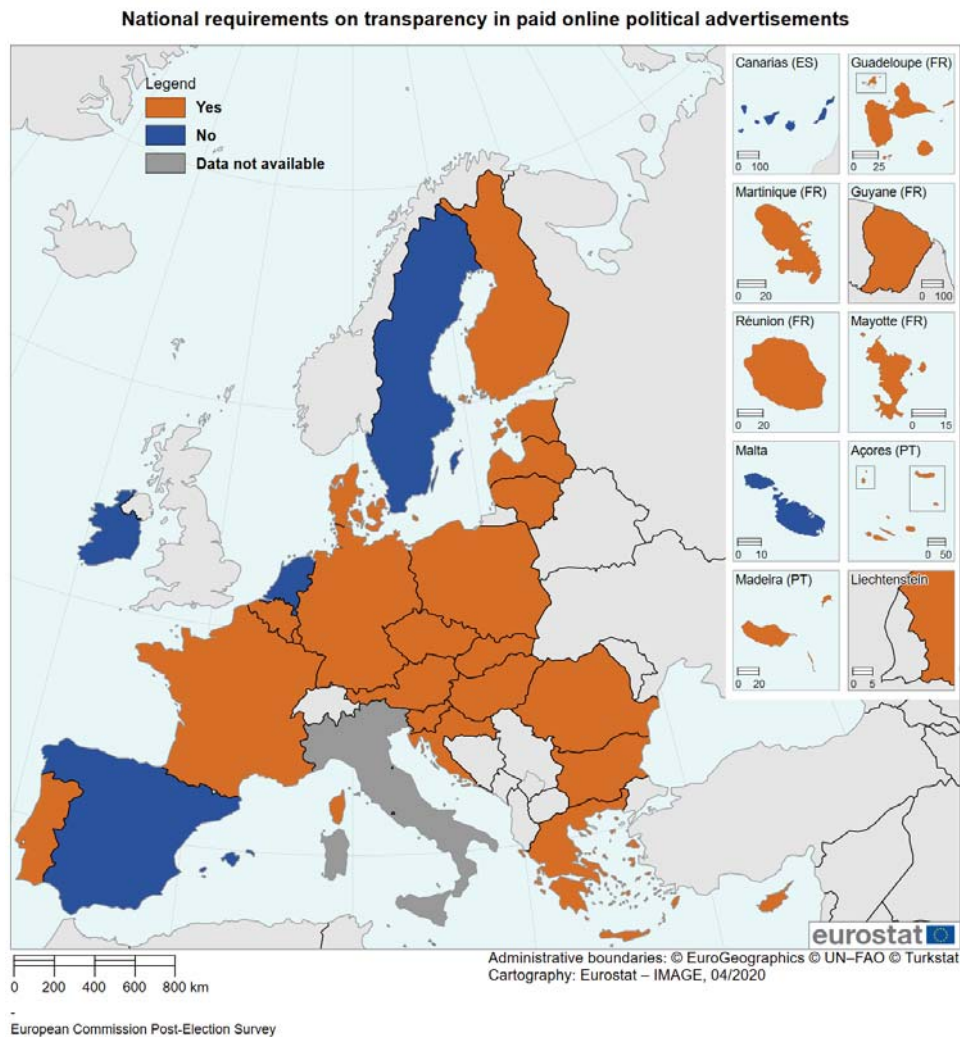 National requirements on transparency in paid online political advertisements
Legend
Yes
No
Data not available
Canarias (ES)
0 100
Guadeloupe (FR)
0 25
Martinique (FR)
0 20
Guyane (FR)
0 100
Réunion (FR)
0 20
Mayotte (FR)
0 15
Malta
0 10
Açores (PT)
0 50
Madeira (PT)
0 20
Liechtenstein
0 5
eurostat
Administrative boundaries: © EuroGeographics © UN–FAO © Turkstat
Cartography: Eurostat – IMAGE, 04/2020
0 200 400 600 800 km
-
European Commission Post-Election Survey